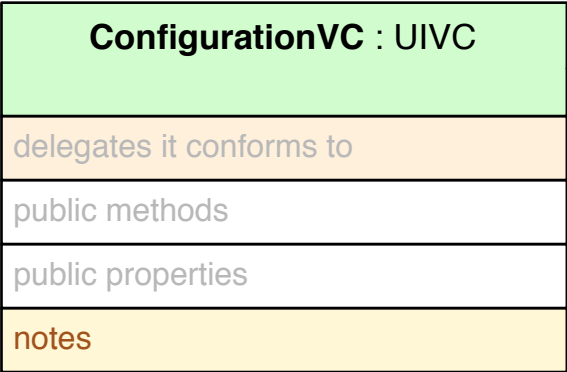 ConfigurationVC : UIVC
delegates it conforms to
public methods
public properties
notes